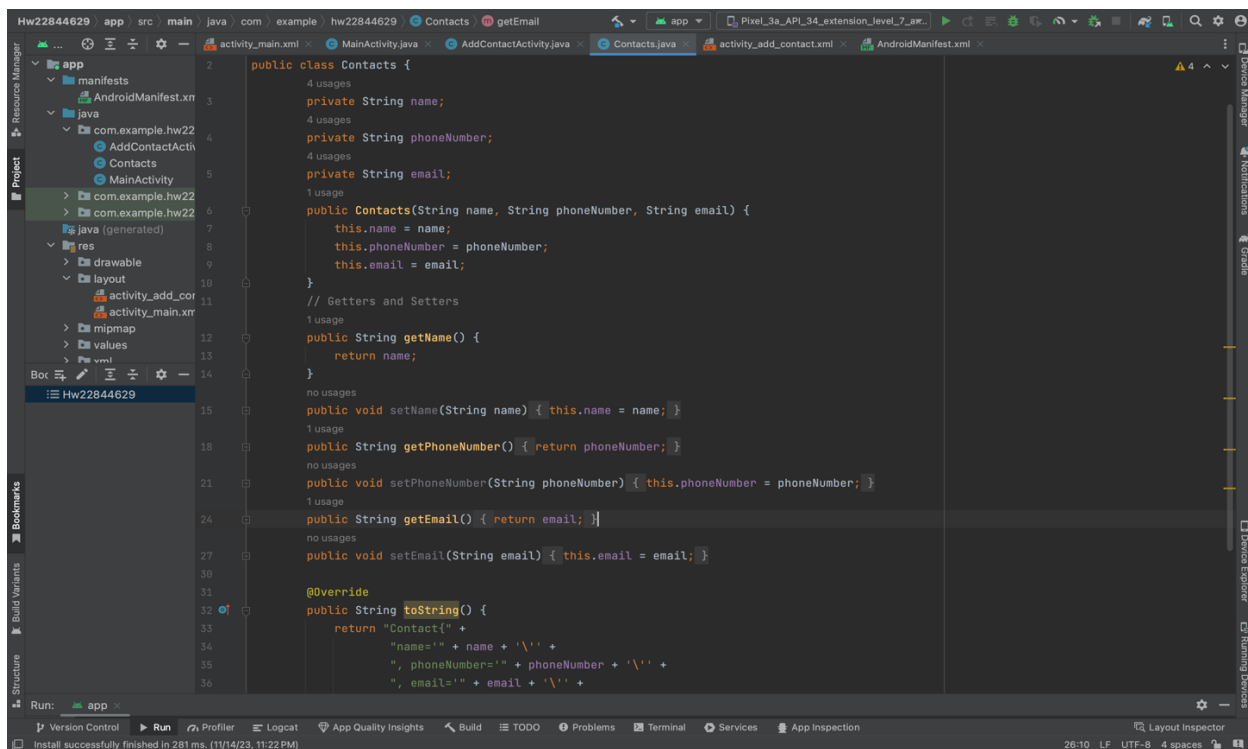 Hw22844629 app src main java com example hw22844629 Contacts getEmail app Pixel_3a_API_34_extension_level_7_ar...
... activity_main.xml MainActivity.java AddContactActivity.java Contacts.java activity_add_contact.xml AndroidManifest.xml
Resource Manager
Project
Bookmarks
Build Variants
Structure
app
manifests
AndroidManifest.xm
java
com.example.hw22
AddContactActiv
Contacts
MainActivity
com.example.hw22
com.example.hw22
java (generated)
res
drawable
layout
activity_add_cor
activity_main.xm
mipmap
values
xml
Boc
Hw22844629
4
2 public class Contacts {
4 usages
3 private String name;
4 usages
4 private String phoneNumber;
4 usages
5 private String email;
1 usage
6 public Contacts(String name, String phoneNumber, String email) {
7 this.name = name;
8 this.phoneNumber = phoneNumber;
9 this.email = email;
10 }
11 // Getters and Setters
1 usage
12 public String getName() {
13 return name;
14 }
no usages
15 public void setName(String name) { this.name = name; }
1 usage
18 public String getPhoneNumber() { return phoneNumber; }
no usages
21 public void setPhoneNumber(String phoneNumber) { this.phoneNumber = phoneNumber; }
1 usage
24 public String getEmail() { return email; }
no usages
27 public void setEmail(String email) { this.email = email; }
30
31 @Override
32 public String toString() {
33 return "Contact{" +
34 "name='" + name + '\'' +
35 ", phoneNumber='" + phoneNumber + '\'' +
36 ", email='" + email + '\'' +
Device Manager
Notifications
Gradle
Device Explorer
Running Devices
Run: app
Version Control Run Profiler Logcat App Quality Insights Build TODO Problems Terminal Services App Inspection Layout Inspector
Install successfully finished in 281 ms. (11/14/23, 11:22 PM) 26:10 LF UTF-8 4 spaces